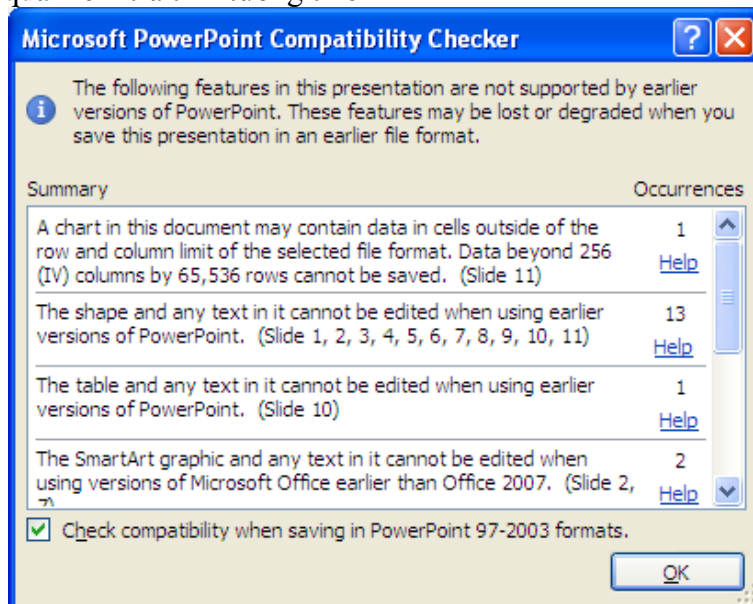 Microsoft PowerPoint Compatibility Checker
The following features in this presentation are not supported by earlier
versions of PowerPoint. These features may be lost or degraded when you
save this presentation in an earlier file format.
Summary Occurrences
A chart in this document may contain data in cells outside of the 1
row and column limit of the selected file format. Data beyond 256
(IV) columns by 65,536 rows cannot be saved. (Slide 11) Help
The shape and any text in it cannot be edited when using earlier 13
versions of PowerPoint. (Slide 1, 2, 3, 4, 5, 6, 7, 8, 9, 10, 11) Help
The table and any text in it cannot be edited when using earlier 1
versions of PowerPoint. (Slide 10) Help
The SmartArt graphic and any text in it cannot be edited when 2
using versions of Microsoft Office earlier than Office 2007. (Slide 2, Help
7)
Check compatibility when saving in PowerPoint 97-2003 formats.
OK